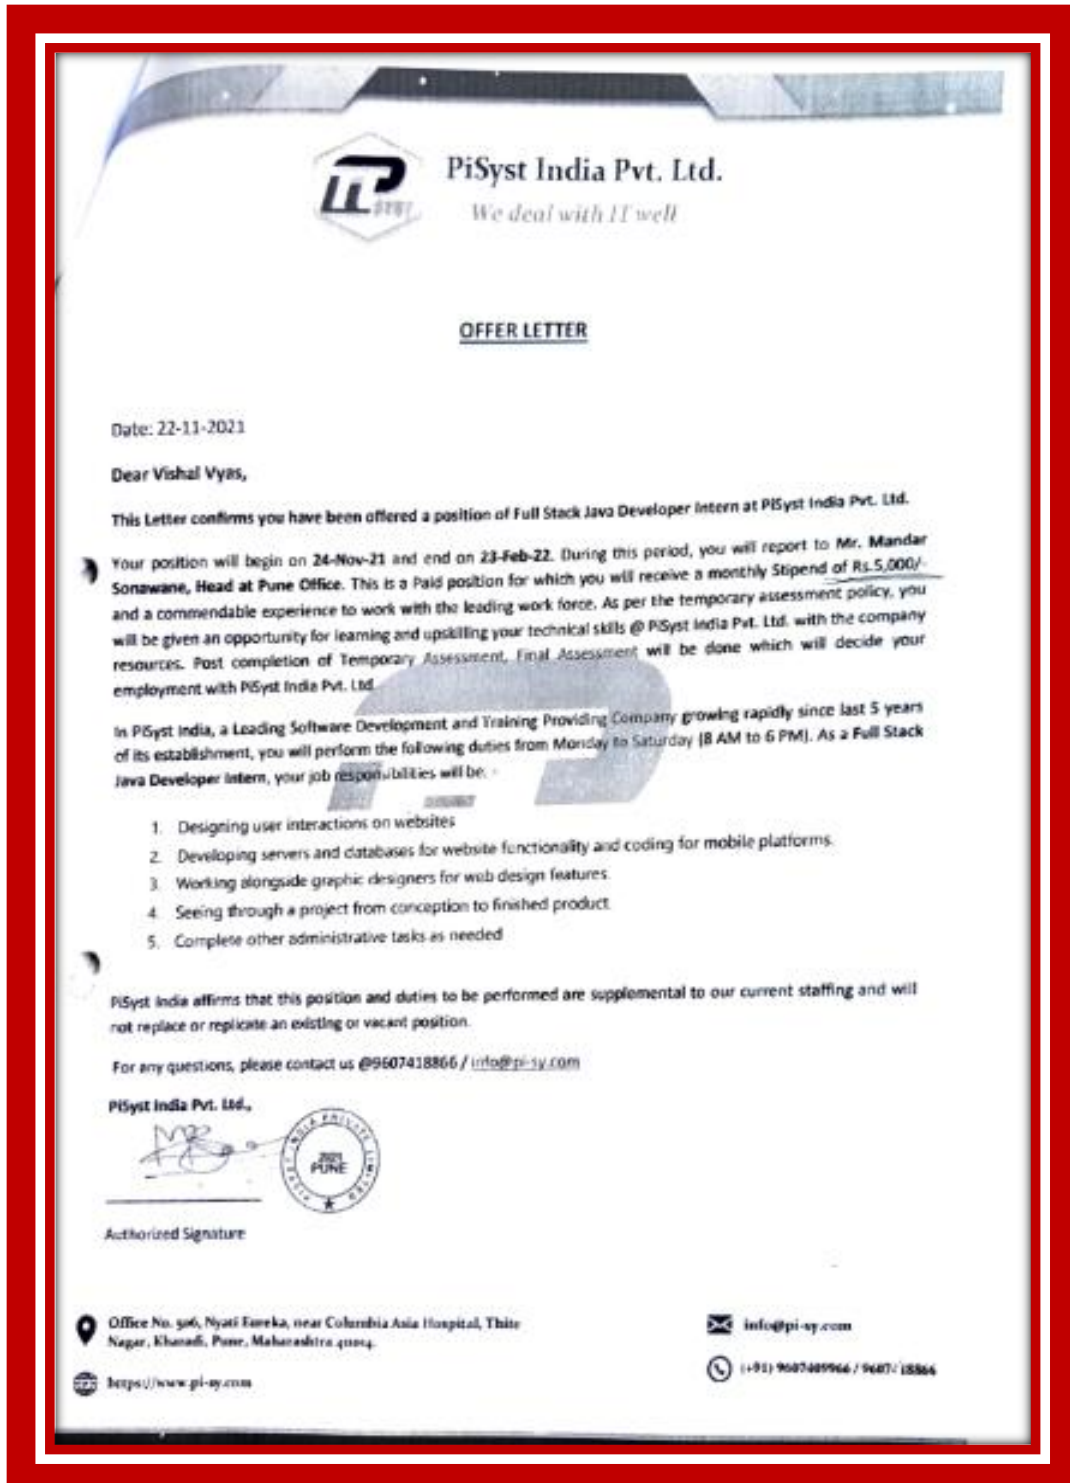 PiSyst India Pvt. Ltd.
We deal with IT well
OFFER LETTER
Date: 22-11-2021
Dear Vishal Vyas,
This Letter confirms you have been offered a position of Full Stack Java Developer Intern at PiSyst India Pvt. Ltd.
Your position will begin on 24-Nov-21 and end on 23-Feb-22. During this period, you will report to Mr. Mandar
Sonawane, Head at Pune Office. This is a Paid position for which you will receive a monthly Stipend of Rs.5,000/-
and a commendable experience to work with the leading work force. As per the temporary assessment policy, you
will be given an opportunity for learning and upskilling your technical skills @ PiSyst India Pvt. Ltd. with the company
resources. Post completion of Temporary Assessment, Final Assessment will be done which will decide your
employment with PiSyst India Pvt. Ltd.
In PiSyst India, a Leading Software Development and Training Providing Company growing rapidly since last 5 years
of its establishment, you will perform the following duties from Monday to Saturday (8 AM to 6 PM). As a Full Stack
Java Developer Intern, your job responsibilities will be: -
1. Designing user interactions on websites
2. Developing servers and databases for website functionality and coding for mobile platforms.
3. Working alongside graphic designers for web design features.
4. Seeing through a project from conception to finished product.
5. Complete other administrative tasks as needed
PiSyst India affirms that this position and duties to be performed are supplemental to our current staffing and will
not replace or replicate an existing or vacant position.
For any questions, please contact us @9607418866 / info@pi-sy.com
PiSyst India Pvt. Ltd.,
PISYST INDIA PRIVATE LIMITED
2021
PUNE
Authorized Signature
Office No. Nyati Eureka, near Columbia Asia Hospital, Thite
Nagar, Kharadi, Pune, Maharashtra
https://www.pi-sy.com
info@pi-sy.com
(+91) 9607409966 / 9607418866